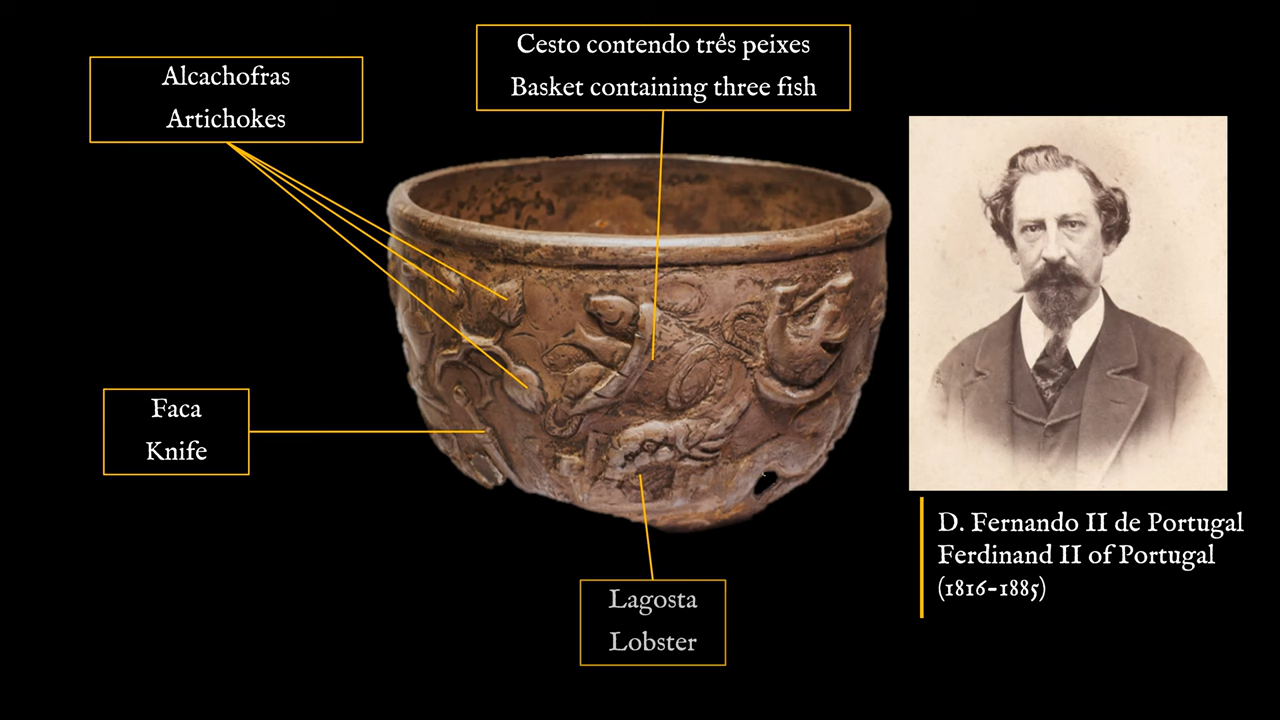 Cesto contendo três peixes
Basket containing three fish
Alcachofras
Artichokes
Faca
Knife
Lagosta
Lobster
D. Fernando II de Portugal
Ferdinand II of Portugal
(1816-1885)